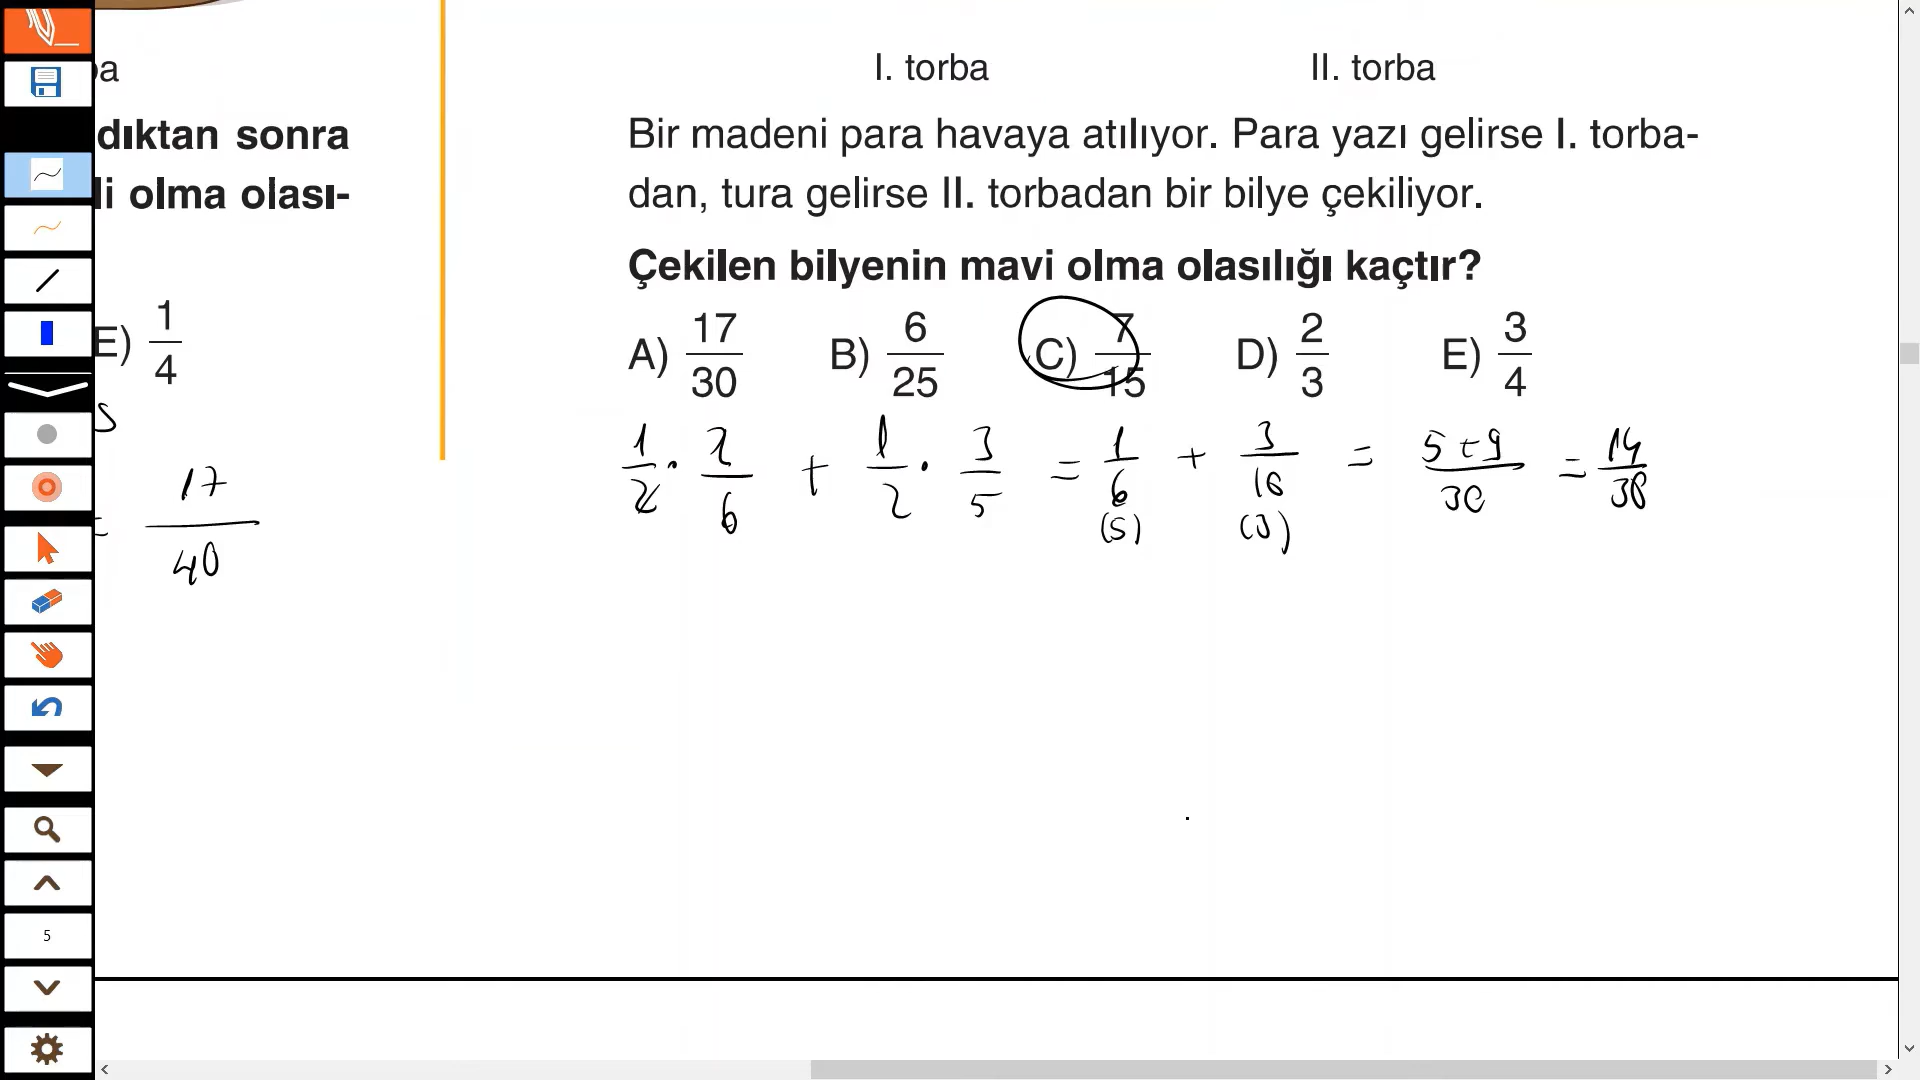 I. torba
II. torba
dıktan sonra
li olma olası-
E) 1/4
= 17/40
Bir madeni para havaya atılıyor. Para yazı gelirse I. torba-
dan, tura gelirse II. torbadan bir bilye çekiliyor.
Çekilen bilyenin mavi olma olasılığı kaçtır?
A) 17/30 B) 6/25 C) 7/15 D) 2/3 E) 3/4
1/2 · 2/6 + 1/2 · 3/5 = 1/6 + 3/10 = 5+9/30 = 14/30
(5) (3)
5